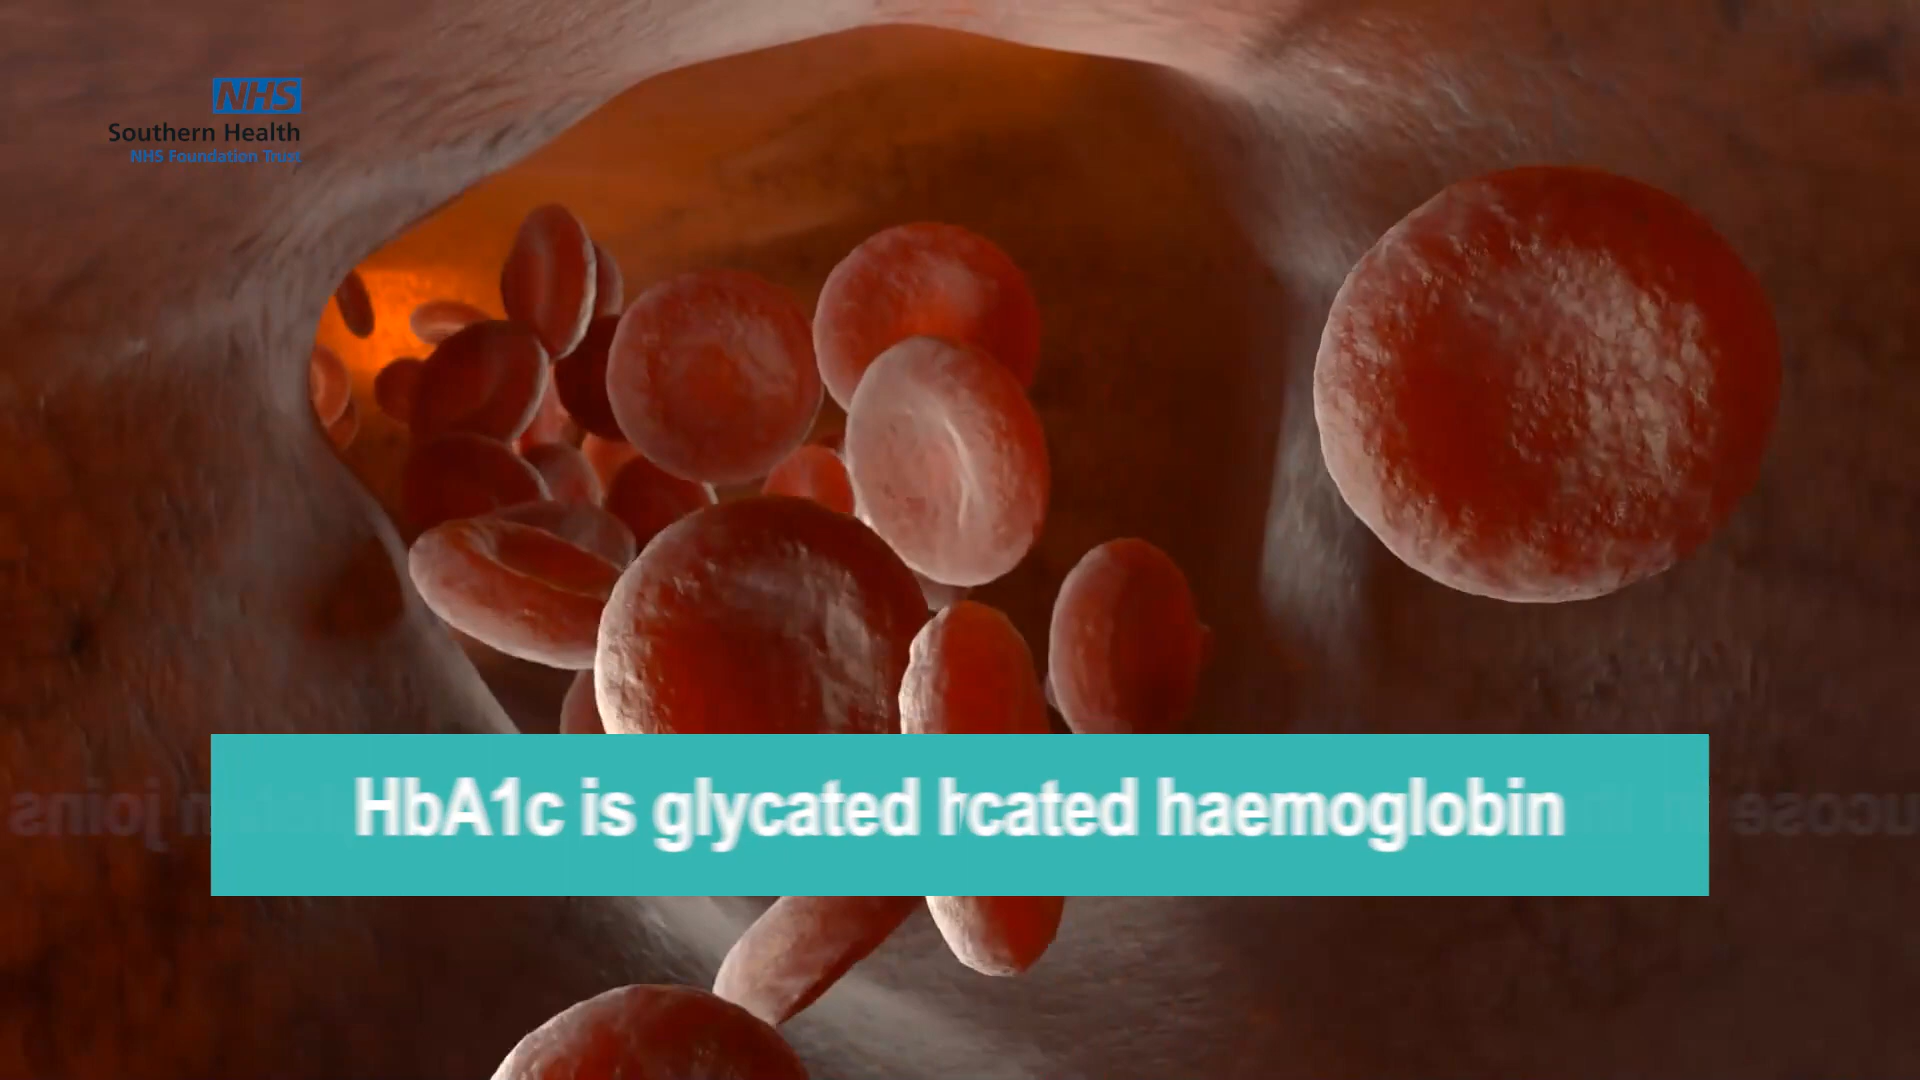 NHS
Southern Health
NHS Foundation Trust
HbA1c is glycated hcated haemoglobin